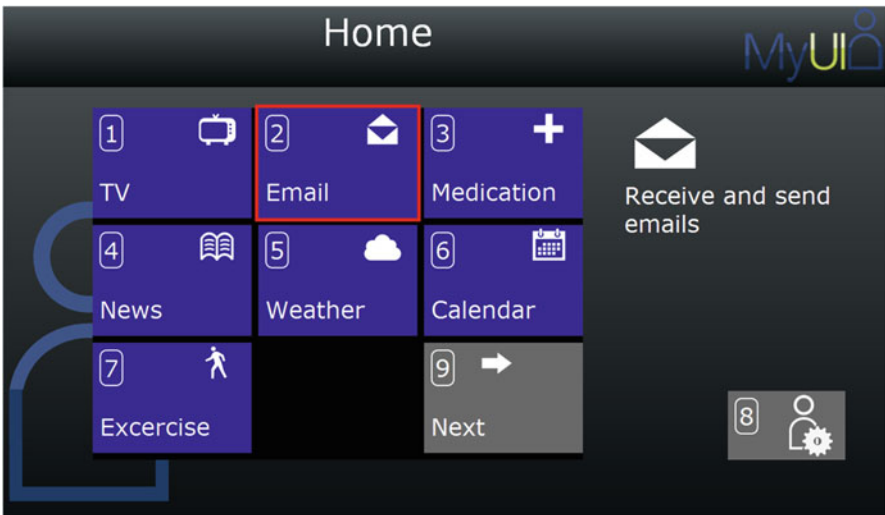 Home
MyUI
1
TV
2
Email
3
Medication
Receive and send
emails
4
News
5
Weather
6
Calendar
7
Excercise
9
Next
8